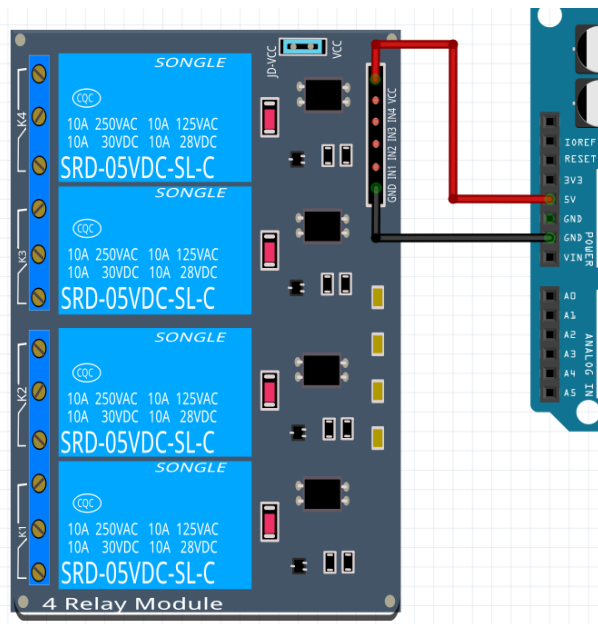 JD-VCC
VCC
K4
SONGLE
CQC
10A 250VAC 10A 125VAC
10A 30VDC 10A 28VDC
SRD-05VDC-SL-C
GND IN1 IN2 IN3 IN4 VCC
K3
SONGLE
CQC
10A 250VAC 10A 125VAC
10A 30VDC 10A 28VDC
SRD-05VDC-SL-C
K2
SONGLE
CQC
10A 250VAC 10A 125VAC
10A 30VDC 10A 28VDC
SRD-05VDC-SL-C
K1
SONGLE
CQC
10A 250VAC 10A 125VAC
10A 30VDC 10A 28VDC
SRD-05VDC-SL-C
4 Relay Module
IOREF
RESET
3V3
5V
GND
GND
VIN
POWER
A0
A1
A2
A3
A4
A5
ANALOG IN